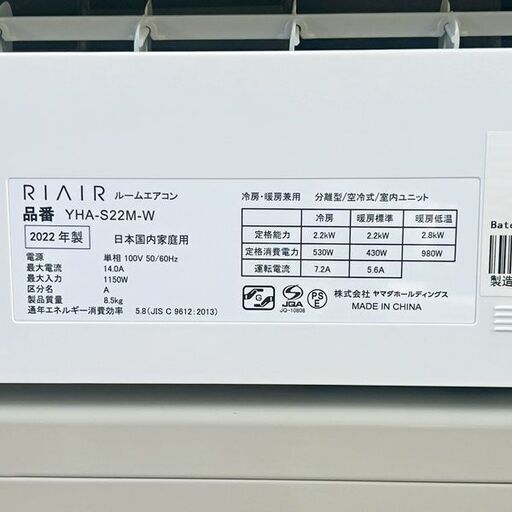 RIAIR ルームエアコン
品番 YHA-S22M-W
2022年製 日本国内家庭用
電源 単相 100V 50/60Hz
最大電流 14.0A
最大入力 1150W
区分名 A
製品質量 8.5kg
通年エネルギー消費効率 5.8(JIS C 9612:2013)
冷房・暖房兼用 分離型/空冷式/室内ユニット
冷房 暖房標準 暖房低温
定格能力 2.2kW 2.2kW 2.8kW
定格消費電力 530W 430W 980W
運転電流 7.2A 5.6A
G JQA PSE
JQ-10808
株式会社 ヤマダホールディングス
MADE IN CHINA
Batc
製造